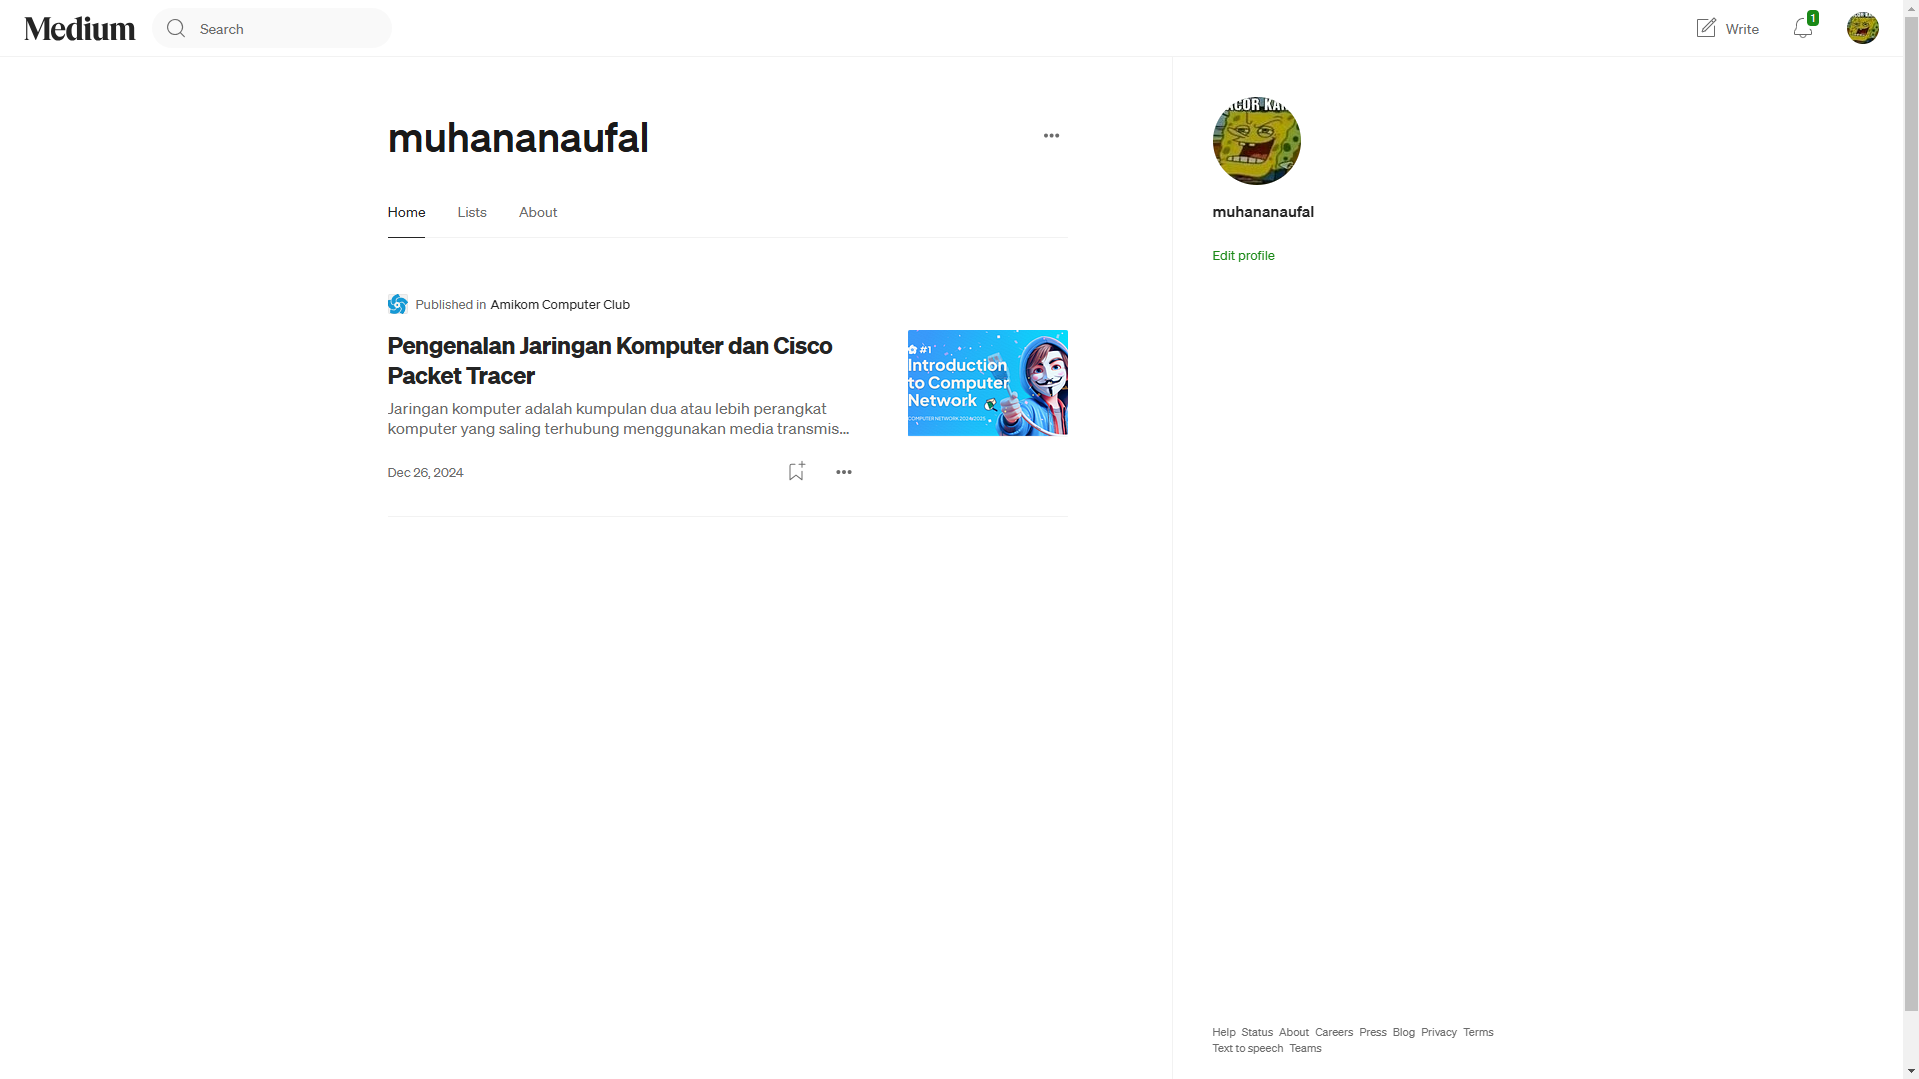 Medium
Search
Write
1
muhananaufal
Home
Lists
About
Published in Amikom Computer Club
Pengenalan Jaringan Komputer dan Cisco
Packet Tracer
Jaringan komputer adalah kumpulan dua atau lebih perangkat
komputer yang saling terhubung menggunakan media transmis...
#1
Introduction
to Computer
Network
COMPUTER NETWORK 2024/2025
Dec 26, 2024
muhananaufal
Edit profile
Help Status About Careers Press Blog Privacy Terms
Text to speech Teams